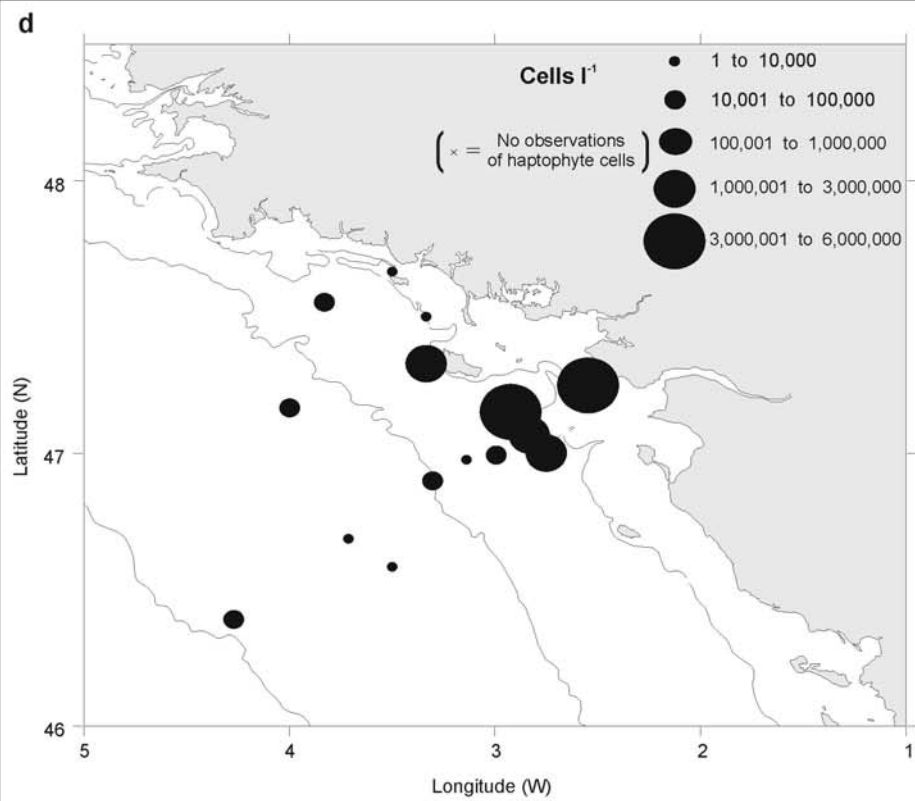 d
Cells l⁻¹
1 to 10,000
10,001 to 100,000
100,001 to 1,000,000
1,000,001 to 3,000,000
3,000,001 to 6,000,000
( × = No observations
of haptophyte cells )
48
47
46
5 4 3 2 1
Latitude (N)
Longitude (W)